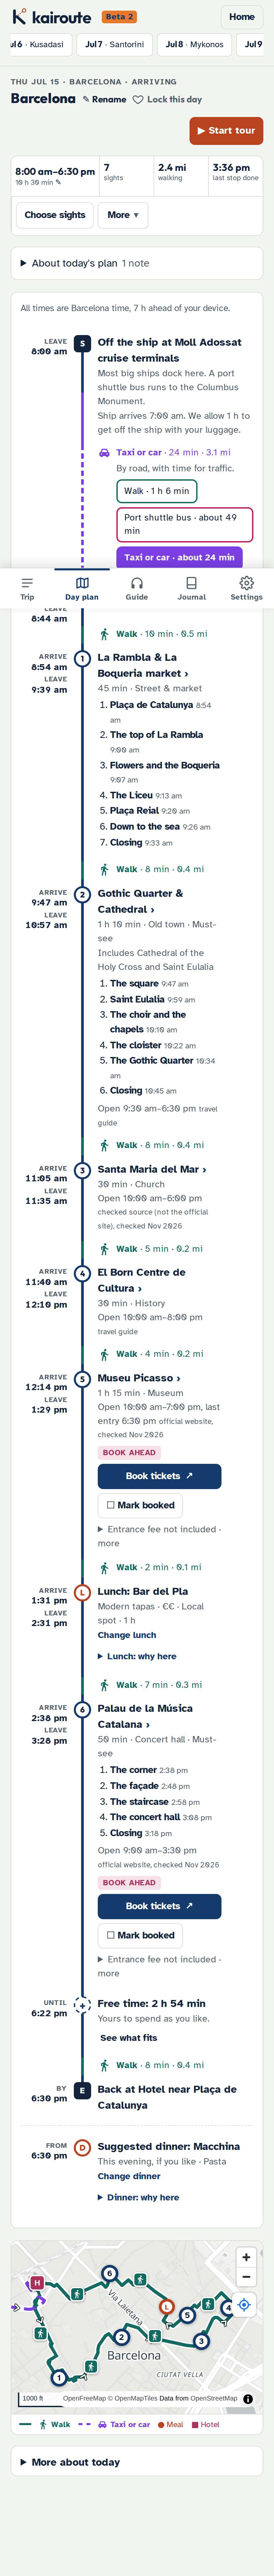 kairoute Beta 2 Home
Jul 6 · Kusadasi Jul 7 · Santorini Jul 8 · Mykonos Jul 9
THU JUL 15 · BARCELONA · ARRIVING
Barcelona ✎ Rename ♡ Lock this day
▶ Start tour
8:00 am–6:30 pm 7 2.4 mi 3:36 pm
10 h 30 min ✎ sights walking last stop done
Choose sights More ▾
▶ About today's plan 1 note
All times are Barcelona time, 7 h ahead of your device.
LEAVE
8:00 am
S
Off the ship at Moll Adossat
cruise terminals
Most big ships dock here. A port
shuttle bus runs to the Columbus
Monument.
Ship arrives 7:00 am. We allow 1 h to
get off the ship with your luggage.
Taxi or car · 24 min · 3.1 mi
By road, with time for traffic.
Walk · 1 h 6 min
Port shuttle bus · about 49
min
Taxi or car · about 24 min
Trip Day plan Guide Journal Settings
LEAVE
8:44 am
Walk · 10 min · 0.5 mi
ARRIVE
8:54 am
LEAVE
9:39 am
1
La Rambla & La
Boqueria market ›
45 min · Street & market
1. Plaça de Catalunya 8:54
am
2. The top of La Rambla
9:00 am
3. Flowers and the Boqueria
9:07 am
4. The Liceu 9:13 am
5. Plaça Reial 9:20 am
6. Down to the sea 9:26 am
7. Closing 9:33 am
Walk · 8 min · 0.4 mi
ARRIVE
9:47 am
LEAVE
10:57 am
2
Gothic Quarter &
Cathedral ›
1 h 10 min · Old town · Must-
see
Includes Cathedral of the
Holy Cross and Saint Eulalia
1. The square 9:47 am
2. Saint Eulalia 9:59 am
3. The choir and the
chapels 10:10 am
4. The cloister 10:22 am
5. The Gothic Quarter 10:34
am
6. Closing 10:45 am
Open 9:30 am–6:30 pm travel
guide
Walk · 8 min · 0.4 mi
ARRIVE
11:05 am
LEAVE
11:35 am
3
Santa Maria del Mar ›
30 min · Church
Open 10:00 am–6:00 pm
checked source (not the official
site), checked Nov 2026
Walk · 5 min · 0.2 mi
ARRIVE
11:40 am
LEAVE
12:10 pm
4
El Born Centre de
Cultura ›
30 min · History
Open 10:00 am–8:00 pm
travel guide
Walk · 4 min · 0.2 mi
ARRIVE
12:14 pm
LEAVE
1:29 pm
5
Museu Picasso ›
1 h 15 min · Museum
Open 10:00 am–7:00 pm, last
entry 6:30 pm official website,
checked Nov 2026
BOOK AHEAD
Book tickets ↗
☐ Mark booked
▶ Entrance fee not included ·
more
Walk · 2 min · 0.1 mi
ARRIVE
1:31 pm
LEAVE
2:31 pm
L
Lunch: Bar del Pla
Modern tapas · €€ · Local
spot · 1 h
Change lunch
▶ Lunch: why here
Walk · 7 min · 0.3 mi
ARRIVE
2:38 pm
LEAVE
3:28 pm
6
Palau de la Música
Catalana ›
50 min · Concert hall · Must-
see
1. The corner 2:38 pm
2. The façade 2:48 pm
3. The staircase 2:58 pm
4. The concert hall 3:08 pm
5. Closing 3:18 pm
Open 9:00 am–3:30 pm
official website, checked Nov 2026
BOOK AHEAD
Book tickets ↗
☐ Mark booked
▶ Entrance fee not included ·
more
UNTIL
6:22 pm
+
Free time: 2 h 54 min
Yours to spend as you like.
See what fits
Walk · 8 min · 0.4 mi
BY
6:30 pm
E
Back at Hotel near Plaça de
Catalunya
FROM
6:30 pm
D
Suggested dinner: Macchina
This evening, if you like · Pasta
Change dinner
▶ Dinner: why here
+
−
H 6 L 5 4 2 3 1
Via Laietana
Barcelona
CIUTAT VELLA
1000 ft
OpenFreeMap © OpenMapTiles Data from OpenStreetMap
Walk Taxi or car Meal Hotel
▶ More about today